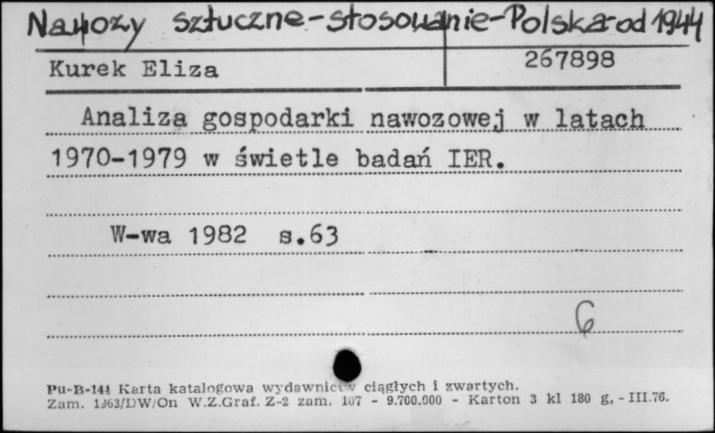 Nawozy sztuczne-stosowanie-Polska-od 1944
Kurek Eliza 267898
Analiza gospodarki nawozowej w latach
1970-1979 w świetle badań IER.
W-wa 1982 s.63
6
Pu-B-141 Karta katalogowa wydawnictw ciągłych i zwartych.
Zam. 1363/DW/On W.Z.Graf. Z-2 zam. 107 - 9.700.000 - Karton 3 kl 180 g, - III.76.